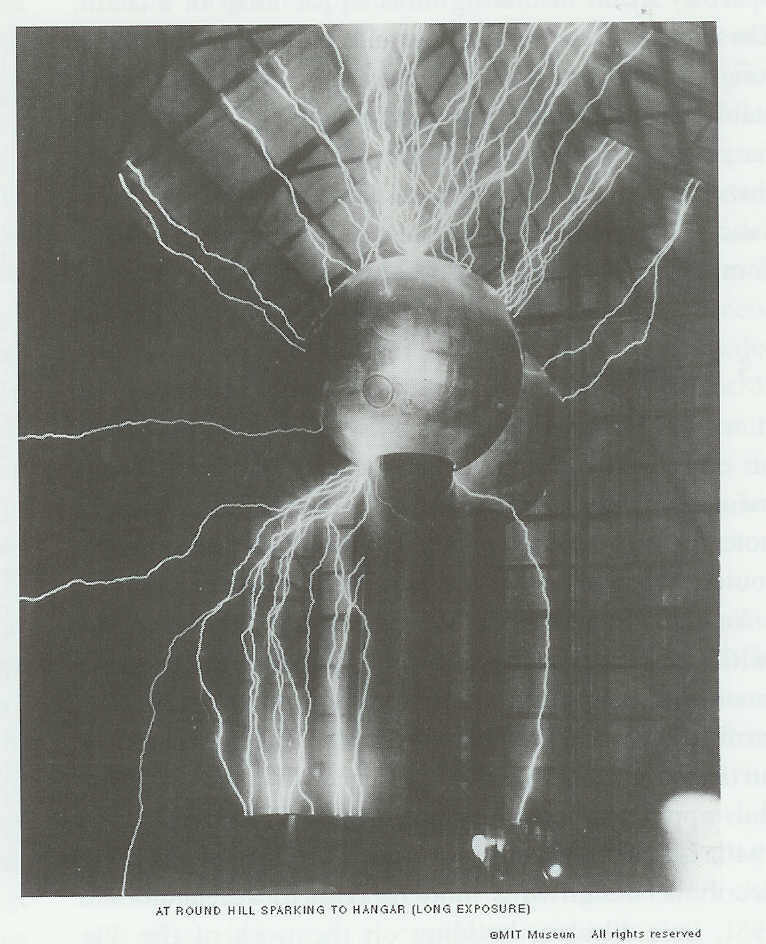 AT ROUND HILL SPARKING TO HANGAR (LONG EXPOSURE)
©MIT Museum All rights reserved